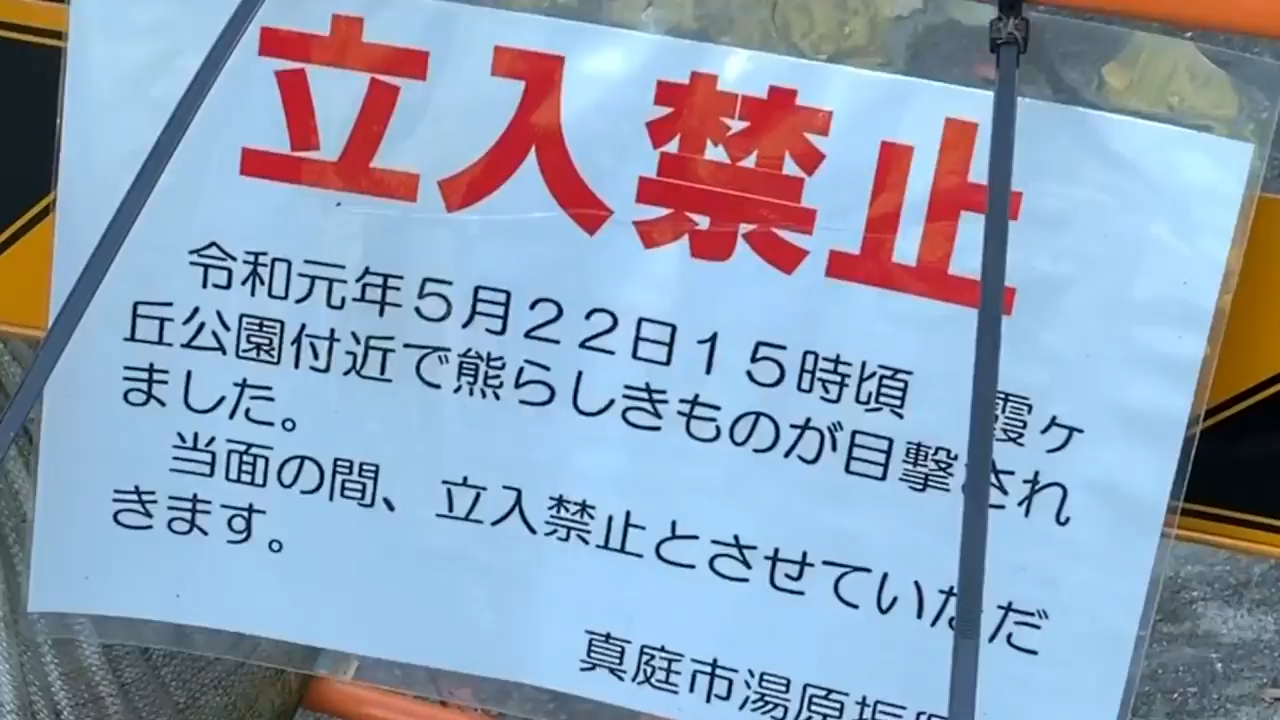 立入禁止
令和元年5月22日15時頃　霞ヶ
丘公園付近で熊らしきものが目撃され
ました。
当面の間、立入禁止とさせていただ
きます。
真庭市湯原振